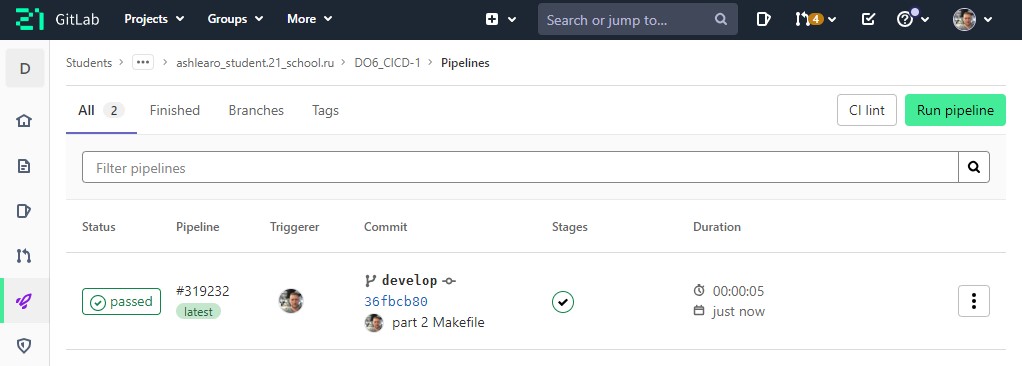 21 GitLab Projects Groups More Search or jump to... 4
D Students ashlearo_student.21_school.ru DO6_CICD-1 Pipelines
All 2 Finished Branches Tags CI lint Run pipeline
Filter pipelines
Status Pipeline Triggerer Commit Stages Duration
develop
passed #319232 36fbcb80 00:00:05
latest part 2 Makefile just now